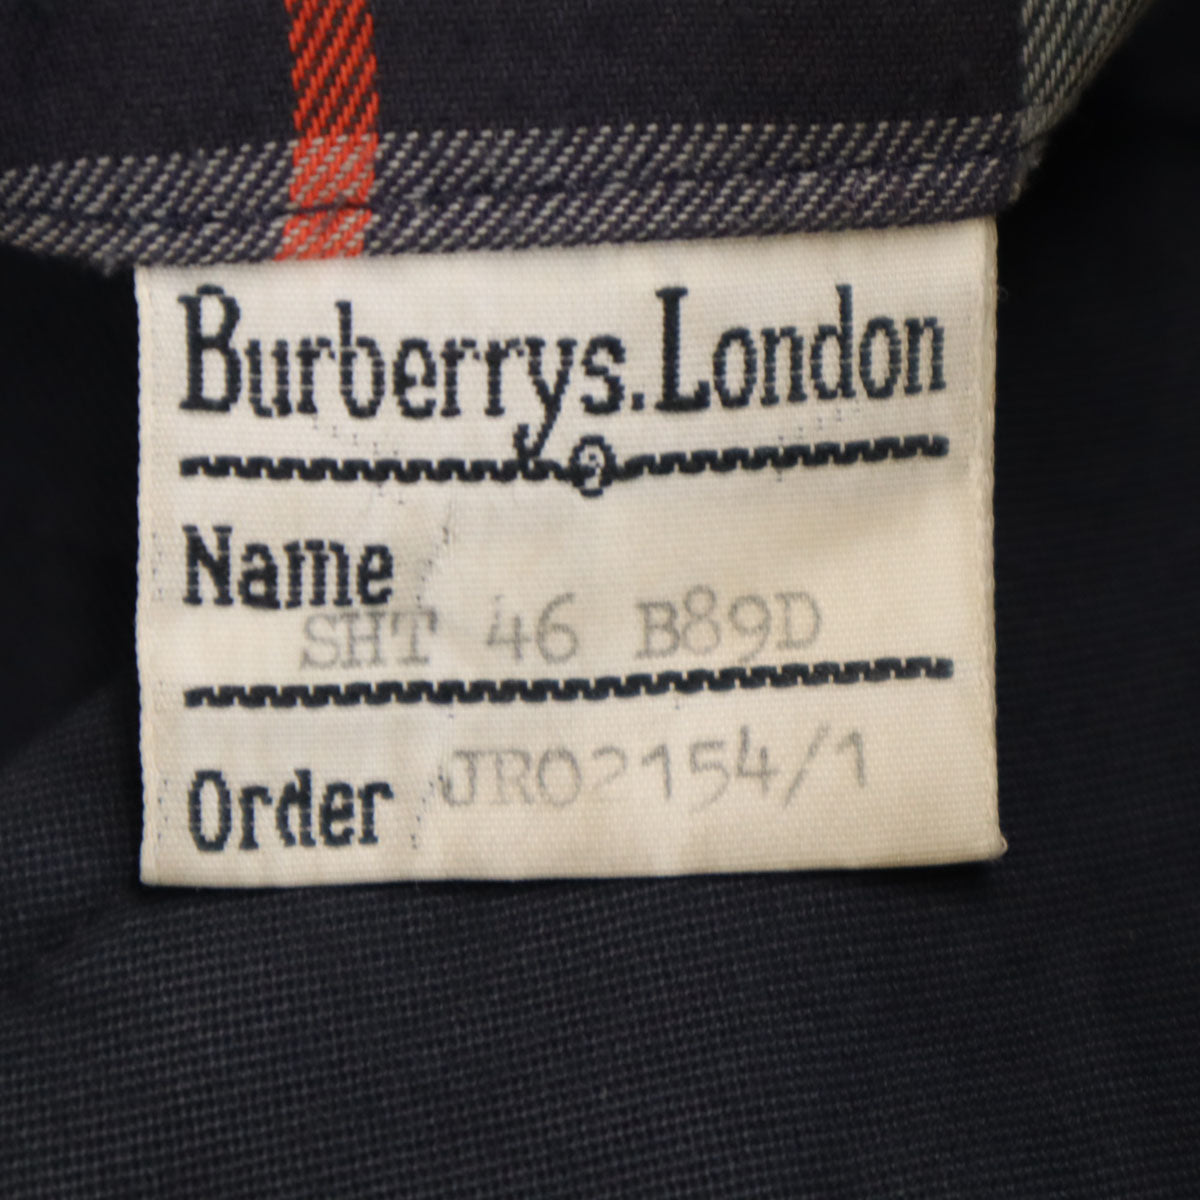 Burberrys. London
Name
SHT 46 B89D
Order JR02154/1